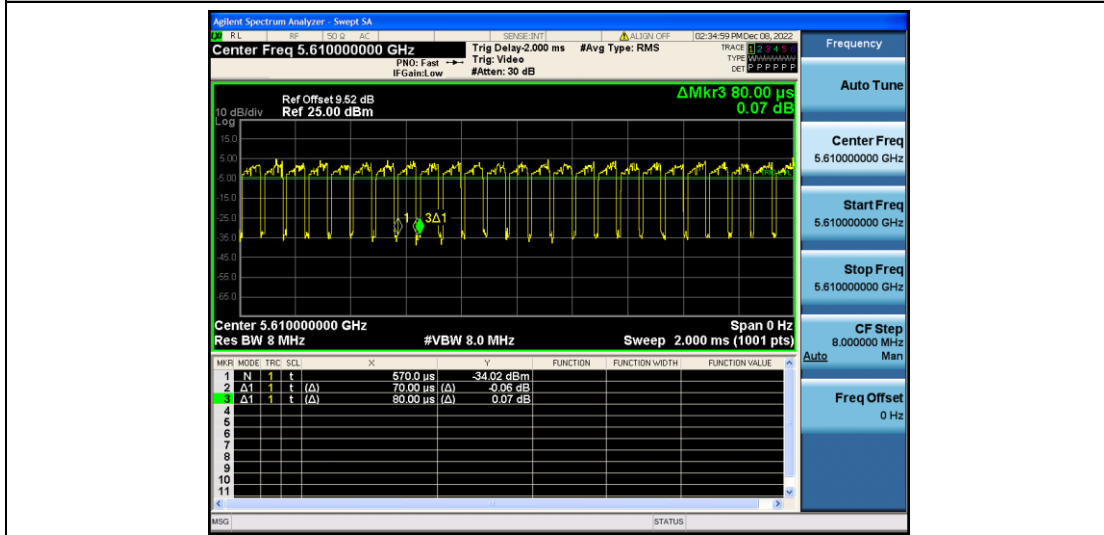 Agilent Spectrum Analyzer - Swept SA
RL RF 50 Ω AC SENSE:INT ALIGN OFF 02:34:59 PM Dec 08, 2022
Center Freq 5.610000000 GHz
PNO: Fast
IFGain:Low
Trig Delay-2.000 ms
Trig: Video
#Atten: 30 dB
#Avg Type: RMS
TRACE 1 2 3 4 5 6
TYPE
DET P P P P P P
ΔMkr3 80.00 µs
0.07 dB
Ref Offset 9.52 dB
10 dB/div Ref 25.00 dBm
Log
15.0
5.00
-5.00
-15.0
-25.0
-35.0
-45.0
-55.0
-65.0
1 3Δ1
Center 5.610000000 GHz Span 0 Hz
Res BW 8 MHz #VBW 8.0 MHz Sweep 2.000 ms (1001 pts)
MKR MODE TRC SCL X Y FUNCTION FUNCTION WIDTH FUNCTION VALUE
1 N 1 t 570.0 µs -34.02 dBm
2 Δ1 1 t (Δ) 70.00 µs (Δ) -0.06 dB
3 Δ1 1 t (Δ) 80.00 µs (Δ) 0.07 dB
4
5
6
7
8
9
10
11
MSG STATUS
Frequency
Auto Tune
Center Freq
5.610000000 GHz
Start Freq
5.610000000 GHz
Stop Freq
5.610000000 GHz
CF Step
8.000000 MHz
Auto Man
Freq Offset
0 Hz